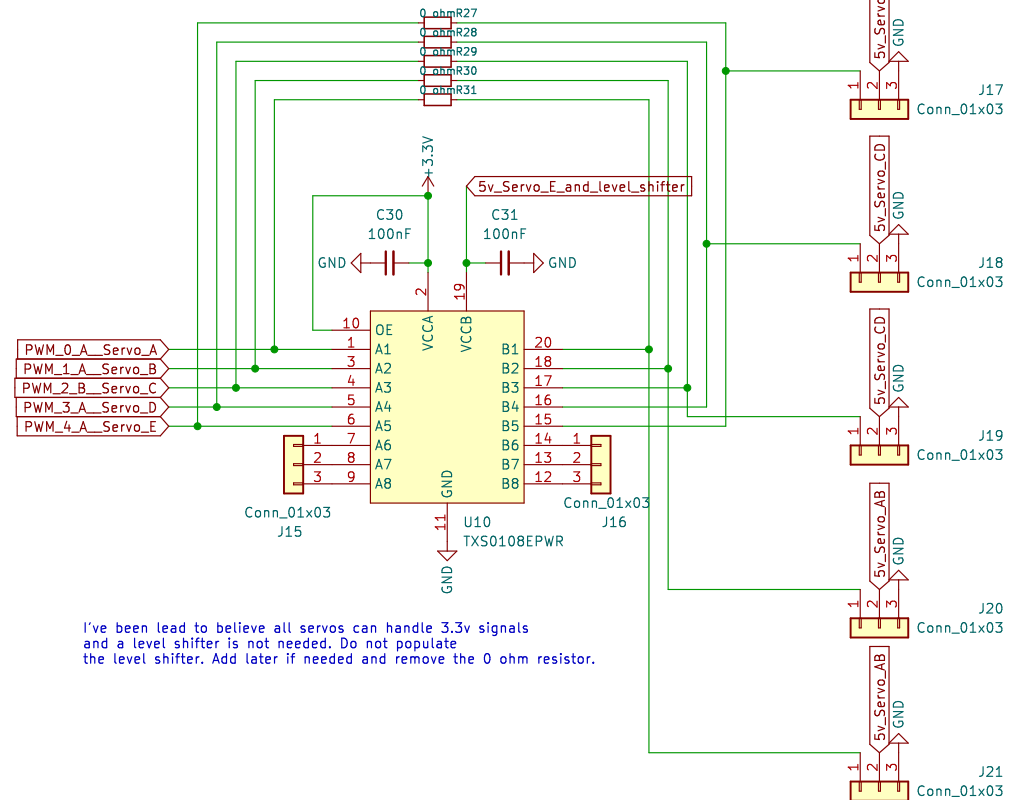 0 ohmR27
0 ohmR28
0 ohmR29
0 ohmR30
0 ohmR31
5v_Servo
GND
1
2
3
J17
Conn_01x03
+3.3V
5v_Servo_E_and_level_shifter
C30
100nF
GND
C31
100nF
GND
5v_Servo_CD
GND
1
2
3
J18
Conn_01x03
2
19
VCCA
VCCB
10
OE
PWM_0_A__Servo_A
1
A1
B1
20
PWM_1_A__Servo_B
3
A2
B2
18
PWM_2_B__Servo_C
4
A3
B3
17
PWM_3_A__Servo_D
5
A4
B4
16
PWM_4_A__Servo_E
6
A5
B5
15
1
7
A6
B6
14
1
2
8
A7
B7
13
2
3
9
A8
B8
12
3
GND
11
GND
Conn_01x03
J15
Conn_01x03
J16
U10
TXS0108EPWR
5v_Servo_CD
GND
1
2
3
J19
Conn_01x03
5v_Servo_AB
GND
1
2
3
J20
Conn_01x03
I've been lead to believe all servos can handle 3.3v signals
and a level shifter is not needed. Do not populate
the level shifter. Add later if needed and remove the 0 ohm resistor.
5v_Servo_AB
GND
1
2
3
J21
Conn_01x03